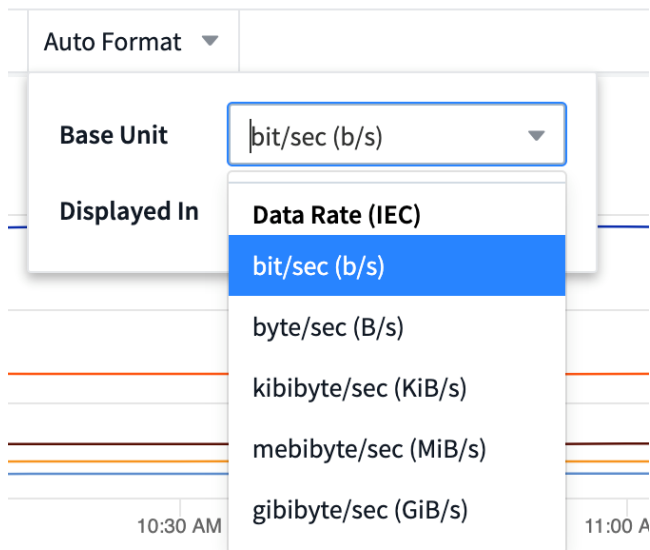 Auto Format
Base Unit
bit/sec (b/s)
Displayed In
Data Rate (IEC)
bit/sec (b/s)
byte/sec (B/s)
kibibyte/sec (KiB/s)
mebibyte/sec (MiB/s)
gibibyte/sec (GiB/s)
10:30 AM
11:00 A